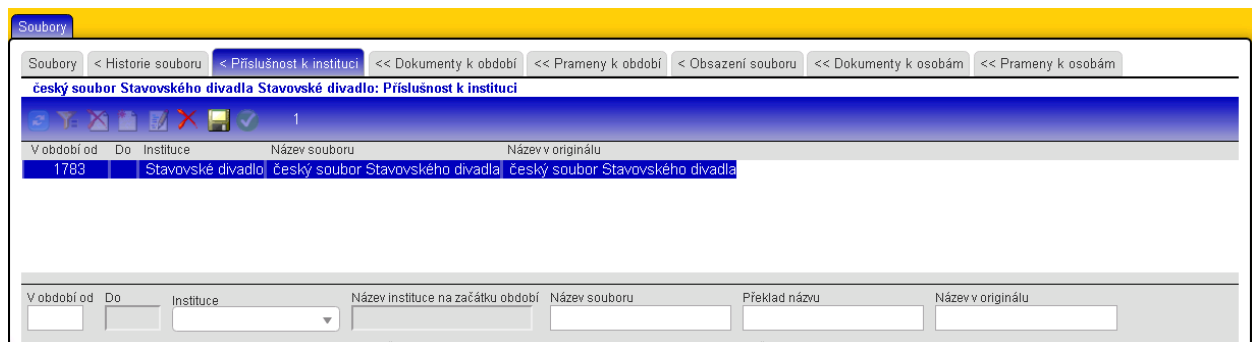 Soubory
Soubory < Historie souboru < Příslušnost k instituci << Dokumenty k období << Prameny k období < Obsazení souboru << Dokumenty k osobám << Prameny k osobám
český soubor Stavovského divadla Stavovské divadlo: Příslušnost k instituci
1
V období od Do Instituce Název souboru Název v originálu
1783 Stavovské divadlo český soubor Stavovského divadla český soubor Stavovského divadla
V období od Do Instituce Název instituce na začátku období Název souboru Překlad názvu Název v originálu